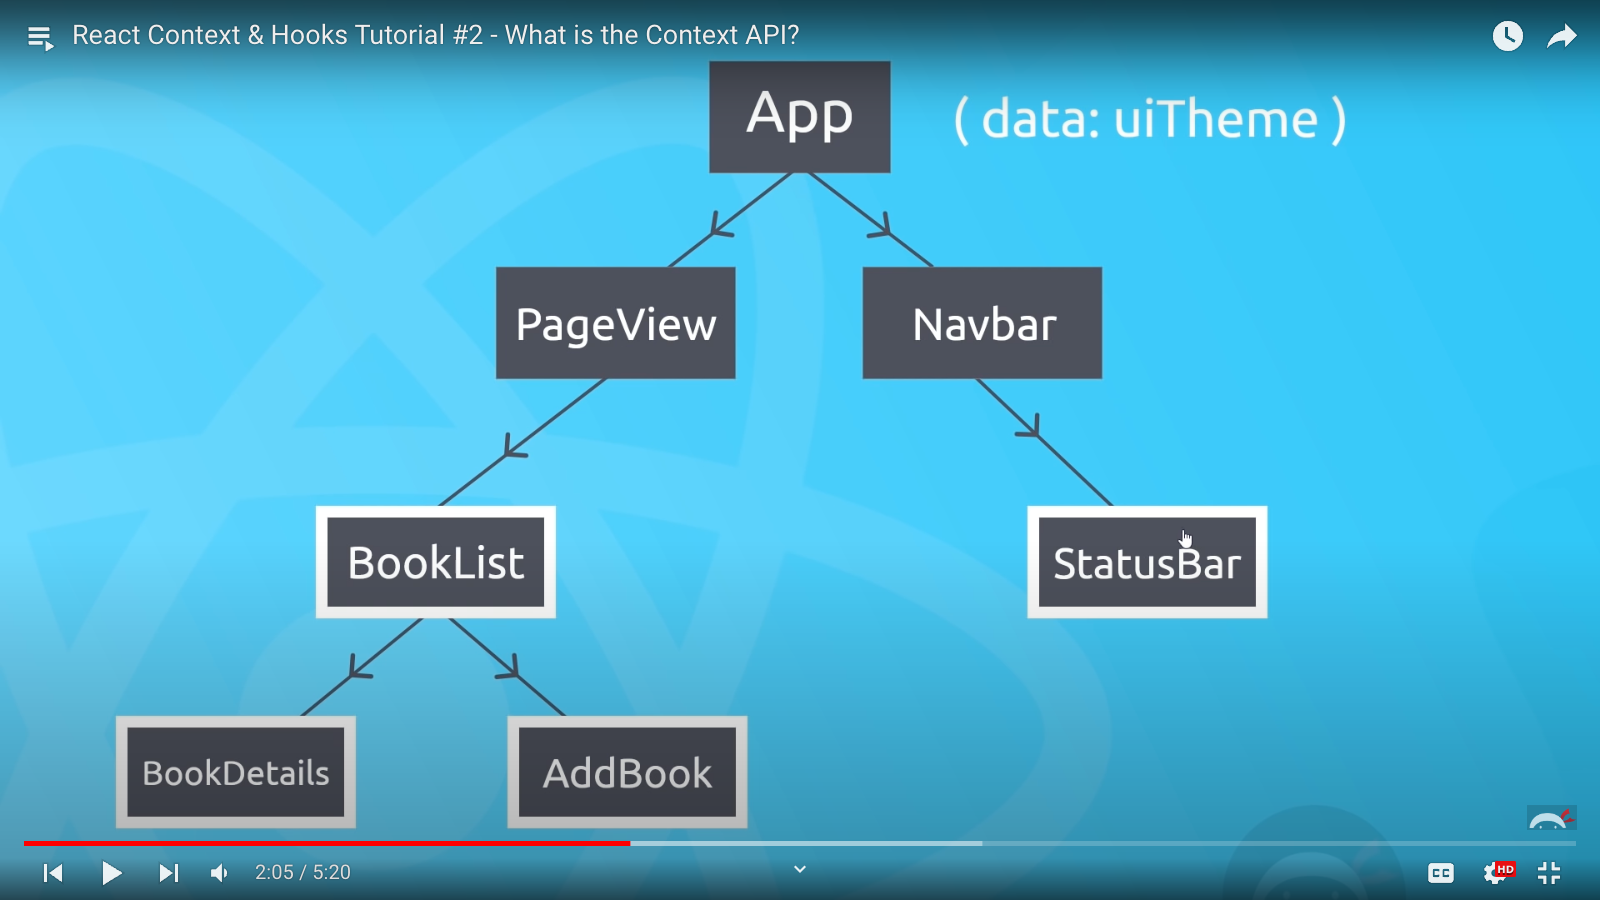 React Context & Hooks Tutorial #2 - What is the Context API?
App
( data: uiTheme )
PageView
Navbar
BookList
StatusBar
BookDetails
AddBook
2:05 / 5:20
CC
HD